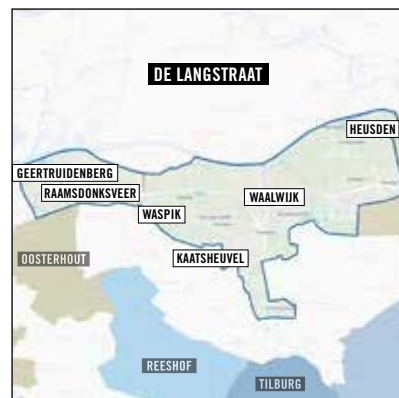 DE LANGSTRAAT
HEUSDEN
GEERTRUIDENBERG
RAAMSDONKSVEER
WAALWIJK
WASPIK
OOSTERHOUT
KAATSHEUVEL
REESHOF
TILBURG